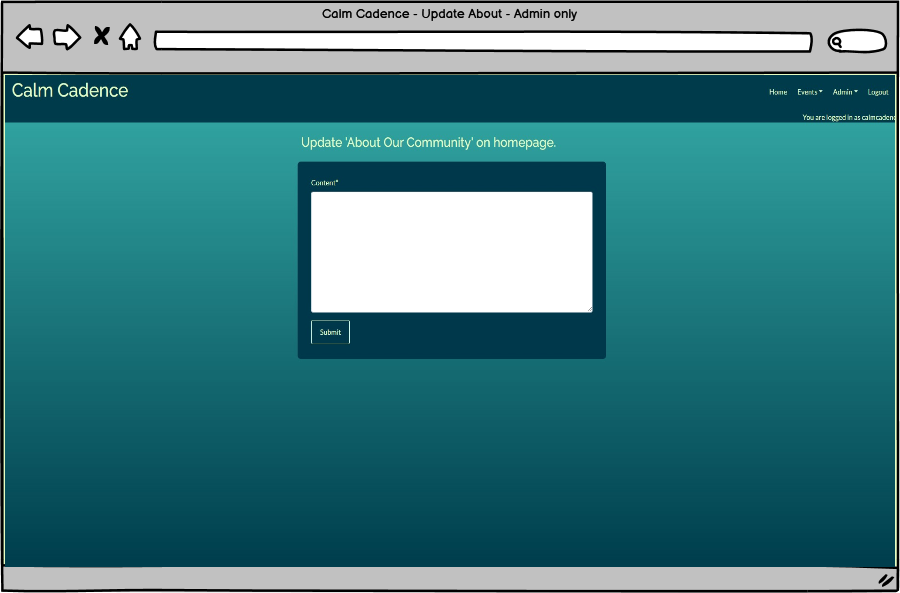 Calm Cadence - Update About - Admin only
Calm Cadence
Home Events Admin Logout
You are logged in as calmcadenc
Update 'About Our Community' on homepage.
Content*
Submit